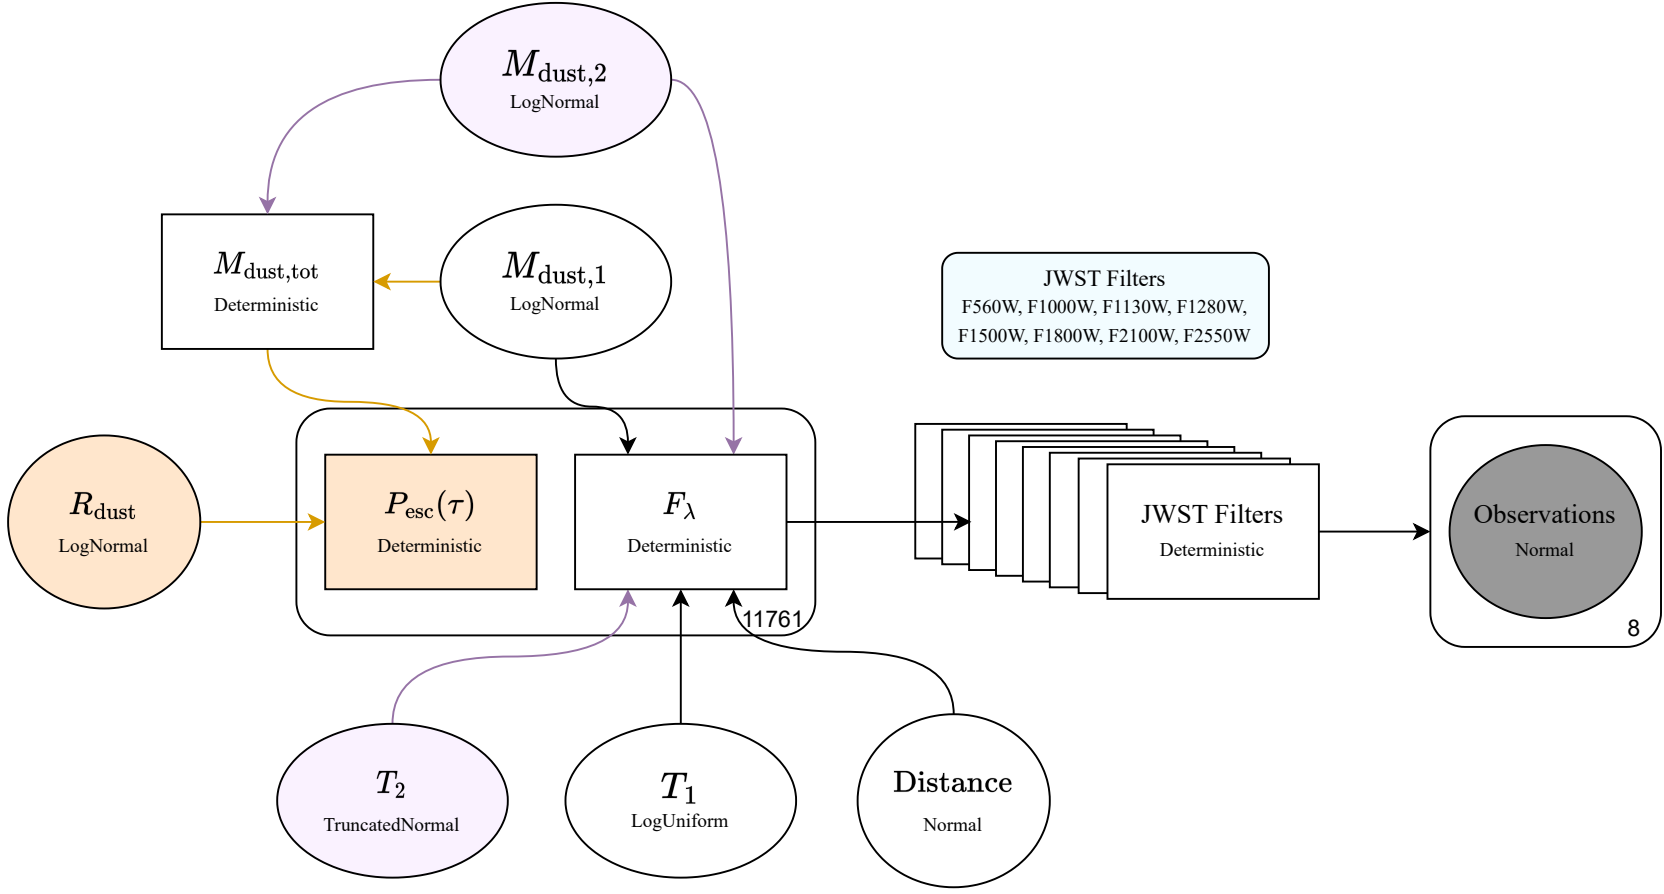 M_dust,2
LogNormal
M_dust,tot
Deterministic
M_dust,1
LogNormal
JWST Filters
F560W, F1000W, F1130W, F1280W,
F1500W, F1800W, F2100W, F2550W
R_dust
LogNormal
P_esc(τ)
Deterministic
F_λ
Deterministic
11761
JWST Filters
Deterministic
Observations
Normal
8
T_2
TruncatedNormal
T_1
LogUniform
Distance
Normal